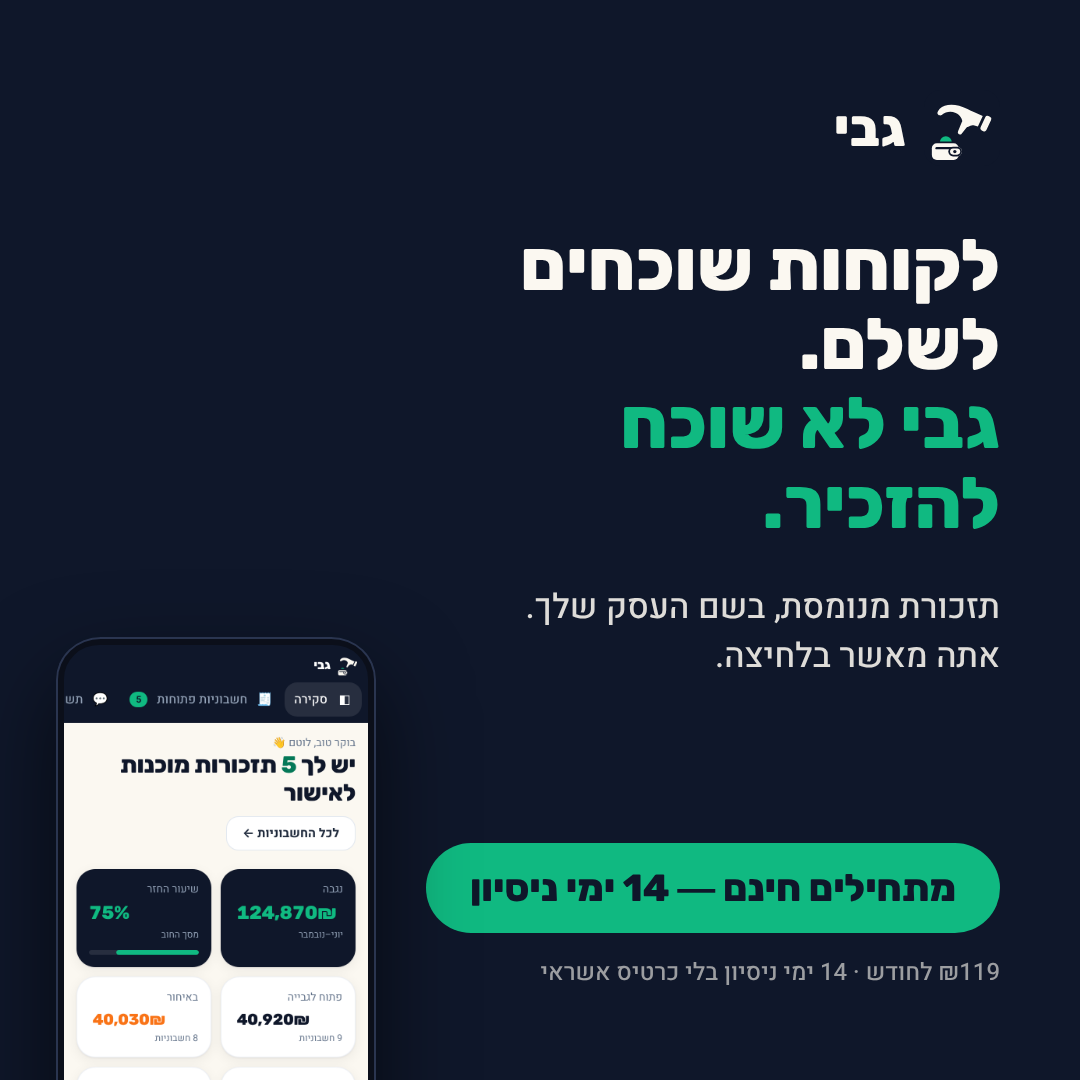 גבי
לקוחות שוכחים
לשלם.
גבי לא שוכח
להזכיר.
תזכורת מנומסת, בשם העסק שלך.
אתה מאשר בלחיצה.
מתחילים חינם — 14 ימי ניסיון
₪119 לחודש · 14 ימי ניסיון בלי כרטיס אשראי
גבי
סקירה חשבוניות פתוחות 5 תש
בוקר טוב, לוטם 👋
יש לך 5 תזכורות מוכנות
לאישור
לכל החשבוניות ←
נגבה
₪124,870
יוני–נובמבר
שיעור החזר
75%
מסך החוב
פתוח לגבייה
₪40,920
9 חשבוניות
באיחור
₪40,030
8 חשבוניות